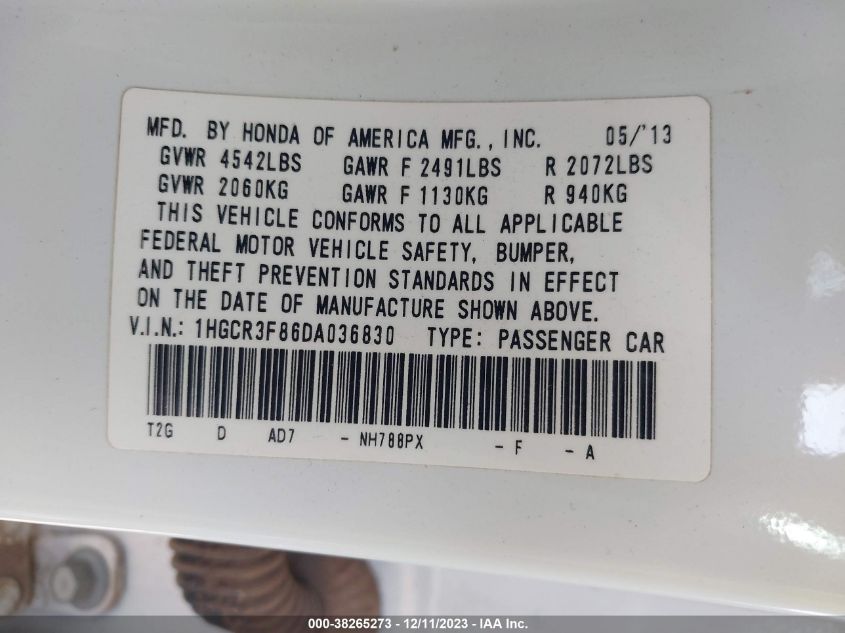 MFD. BY HONDA OF AMERICA MFG., INC. 05/'13
GVWR 4542LBS GAWR F 2491LBS R 2072LBS
GVWR 2060KG GAWR F 1130KG R 940KG
THIS VEHICLE CONFORMS TO ALL APPLICABLE
FEDERAL MOTOR VEHICLE SAFETY, BUMPER,
AND THEFT PREVENTION STANDARDS IN EFFECT
ON THE DATE OF MANUFACTURE SHOWN ABOVE.
V.I.N.: 1HGCR3F86DA036830 TYPE: PASSENGER CAR
T2G D AD7 - NH788PX - F - A
000-38265273 - 12/11/2023 - IAA Inc.